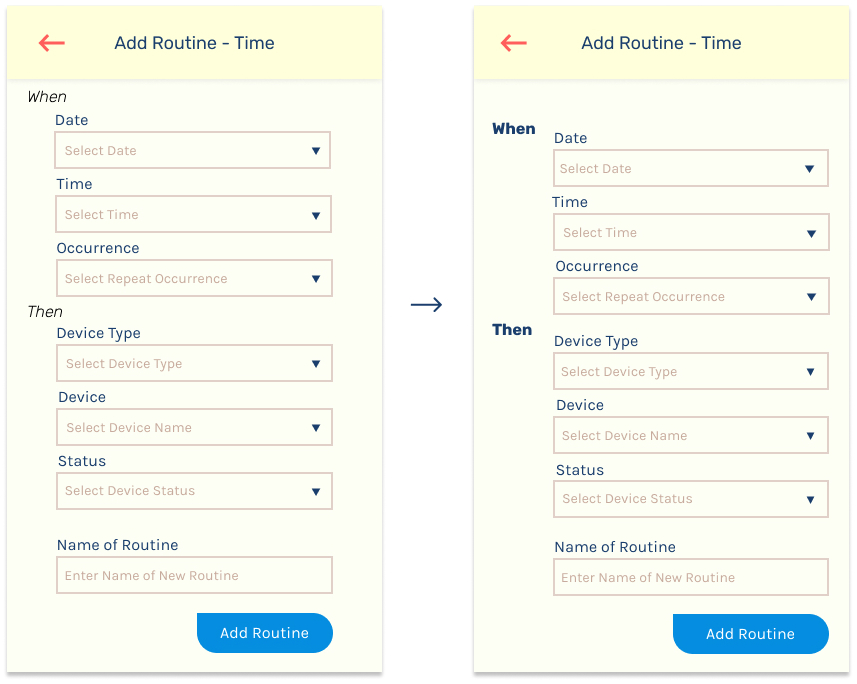 Add Routine - Time
When
Date
Select Date
Time
Select Time
Occurrence
Select Repeat Occurrence
Then
Device Type
Select Device Type
Device
Select Device Name
Status
Select Device Status
Name of Routine
Enter Name of New Routine
Add Routine
Add Routine - Time
When
Date
Select Date
Time
Select Time
Occurrence
Select Repeat Occurrence
Then
Device Type
Select Device Type
Device
Select Device Name
Status
Select Device Status
Name of Routine
Enter Name of New Routine
Add Routine